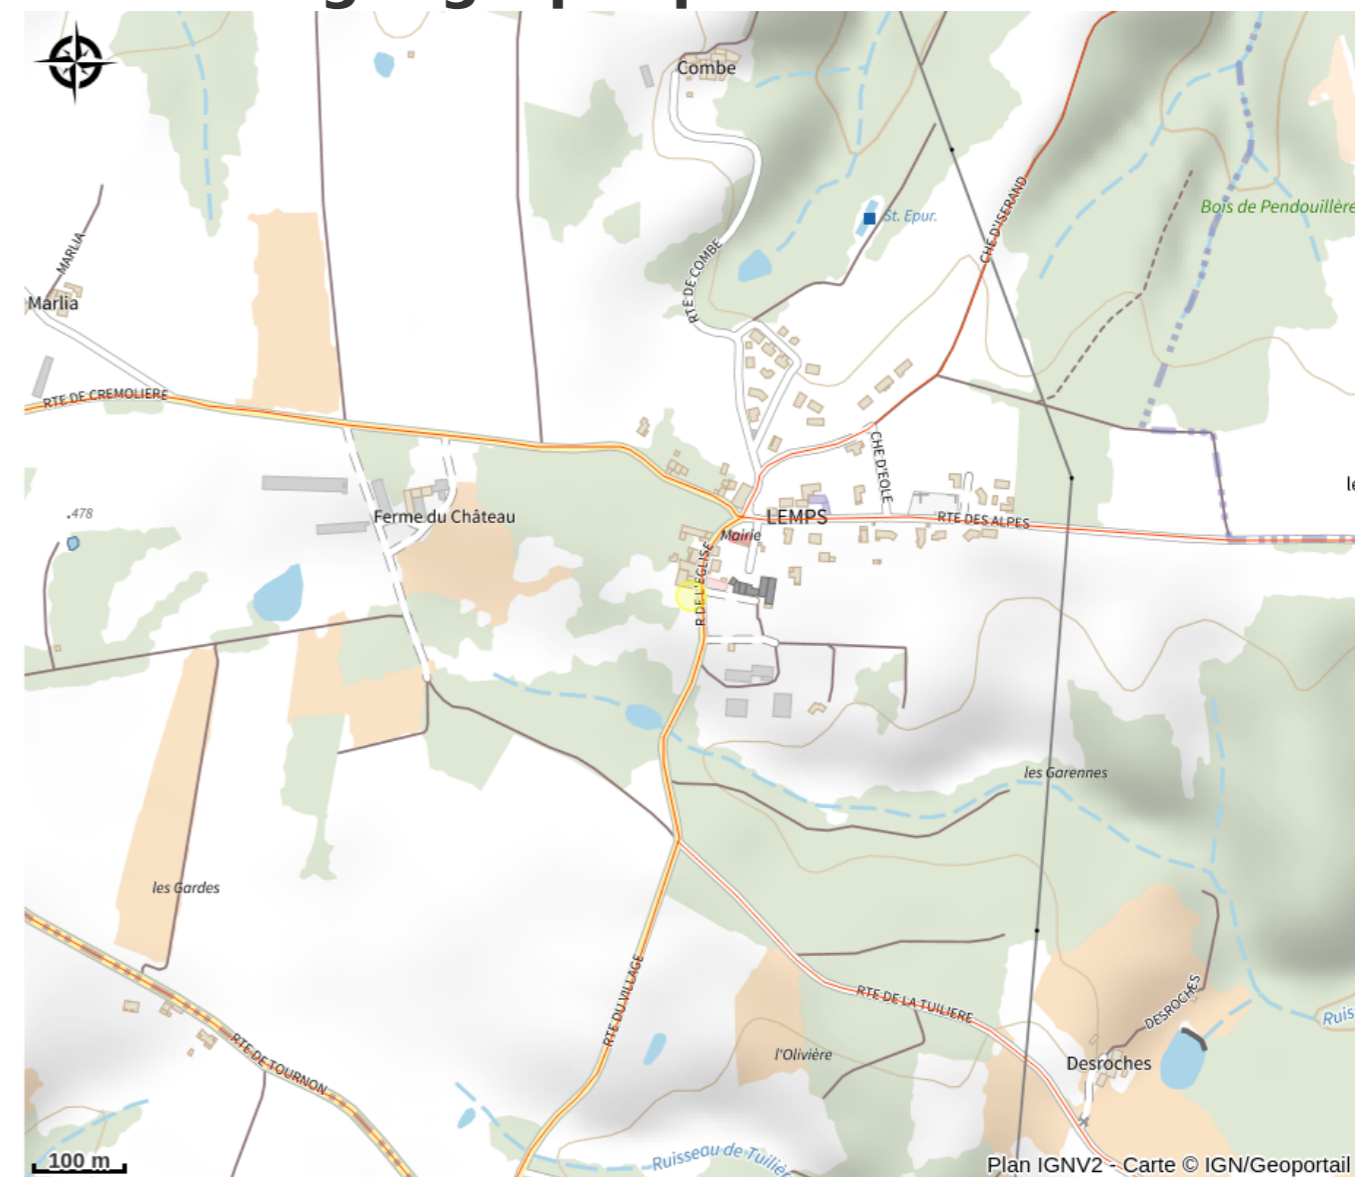 Combe
St. Epur.
CHE D'ISERAND
Bois de Pendouillère
MARLIA
RTE DE COMBE
Marlia
RTE DE CREMOLIERE
CHE D'EOLE
.478
Ferme du Château
LEMPS
RTE DES ALPES
Mairie
R DE L'EGLISE
les Garennes
les Gardes
RTE DU VILLAGE
RTE DE LA TUILIERE
DESROCHES
Ruis
RTE DE TOURNON
l'Olivière
Desroches
Ruisseau de Tuilièr
100 m
Plan IGNV2 - Carte © IGN/Geoportail